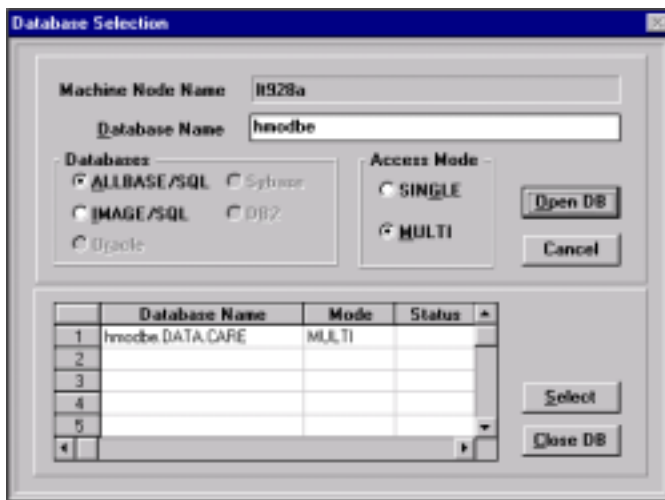 Database Selection
Machine Node Name lt928a
Database Name hmodbe
Databases
ALLBASE/SQL Sybase
IMAGE/SQL DB2
Oracle
Access Mode
SINGLE
MULTI
Open DB
Cancel
Database Name Mode Status
1 hmodbe.DATA.CARE MULTI
2
3
4
5
Select
Close DB